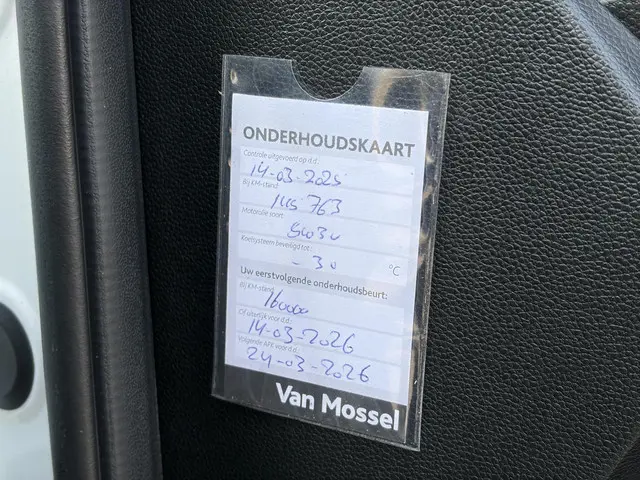 ONDERHOUDSKAART
Controle uitgevoerd op d.d.:
14-03-2025
Bij KM-stand
145 763
Motorolie soort
5W30
Koelsysteem beveiligd tot:
- 30 °C
Uw eerstvolgende onderhoudsbeurt:
Bij KM-stand
160000
Of uiterlijk voor d.d.:
14-03-2026
Volgende APK voor d.d.:
24-03-2026
Van Mossel